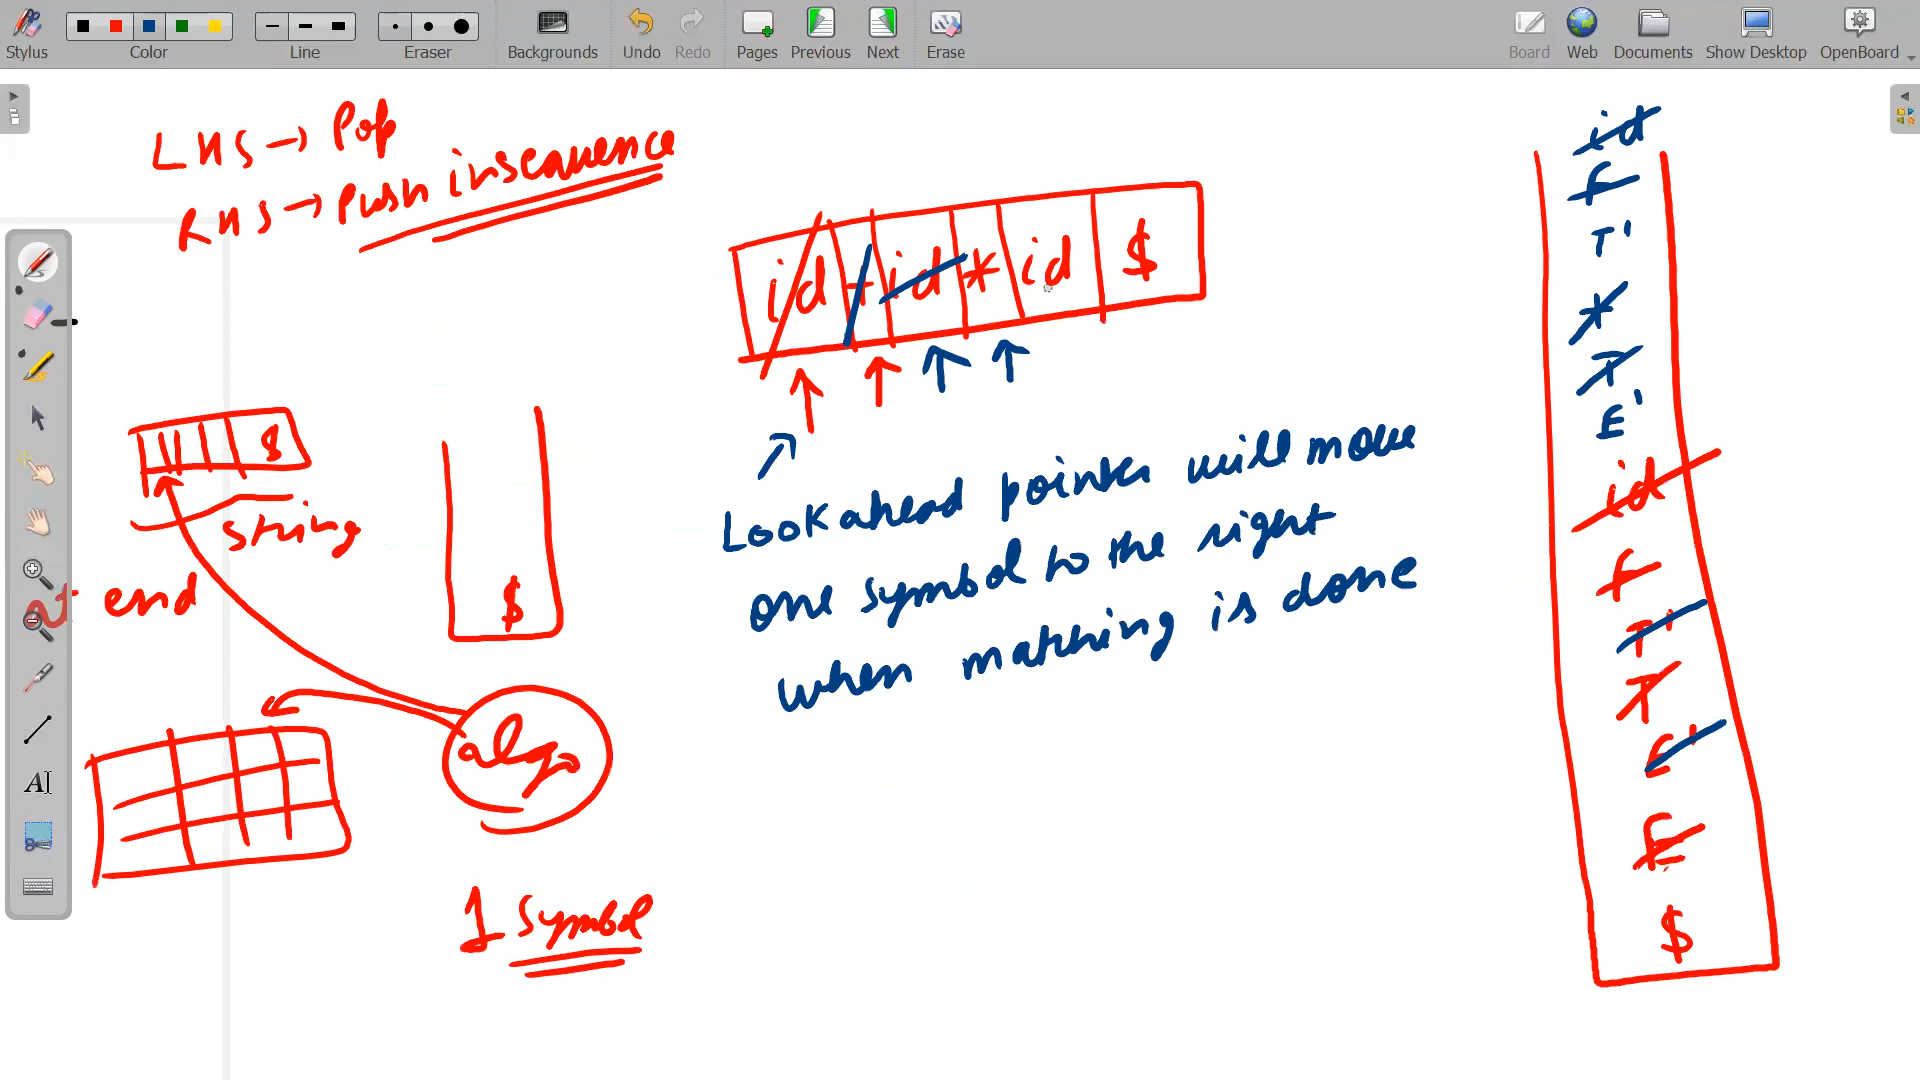 Stylus
Color
Line
Eraser
Backgrounds
Undo
Redo
Pages
Previous
Next
Erase
Board
Web
Documents
Show Desktop
OpenBoard
LHS → Pop
RHS → Push insequence
id + id * id $
Lookahead pointer will move
one symbol to the right
when matching is done
$
string
at end
$
algo
1 symbol
id
F
T'
*
T
E'
id
F
T'
T
E'
E
$